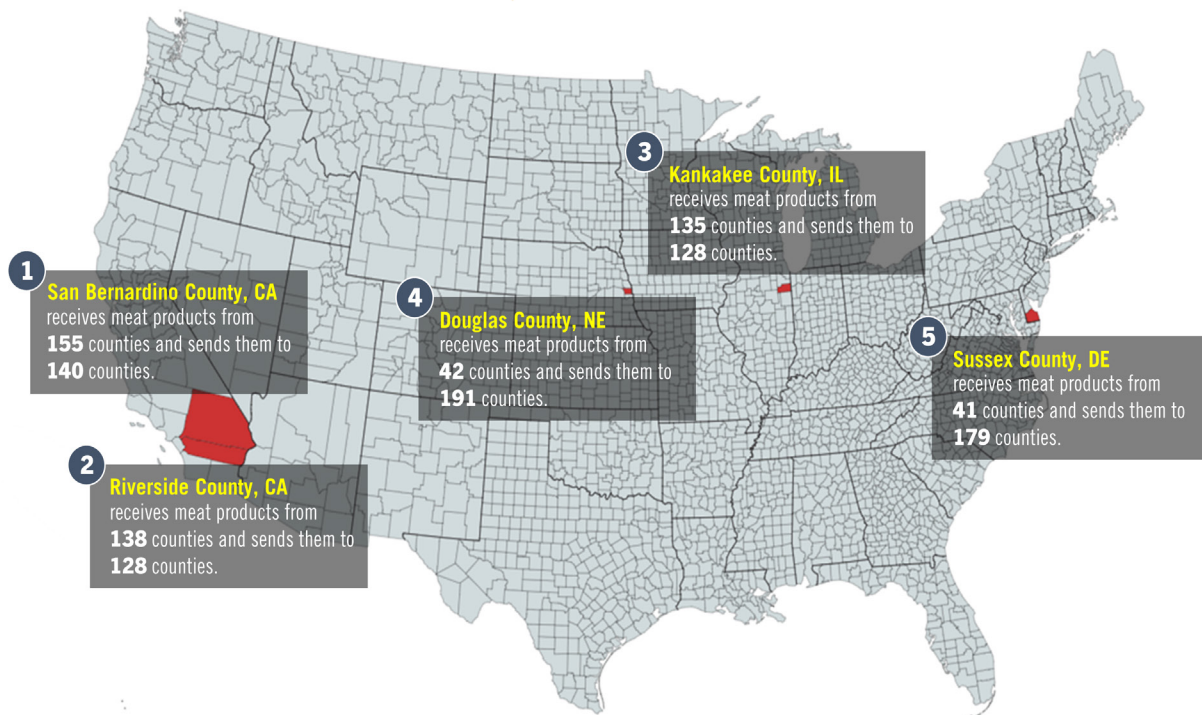 1
San Bernardino County, CA
receives meat products from
155 counties and sends them to
140 counties.
2
Riverside County, CA
receives meat products from
138 counties and sends them to
128 counties.
3
Kankakee County, IL
receives meat products from
135 counties and sends them to
128 counties.
4
Douglas County, NE
receives meat products from
42 counties and sends them to
191 counties.
5
Sussex County, DE
receives meat products from
41 counties and sends them to
179 counties.